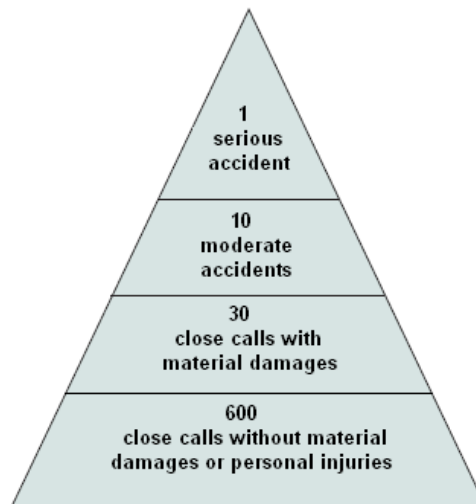 1
serious
accident
10
moderate
accidents
30
close calls with
material damages
600
close calls without material
damages or personal injuries